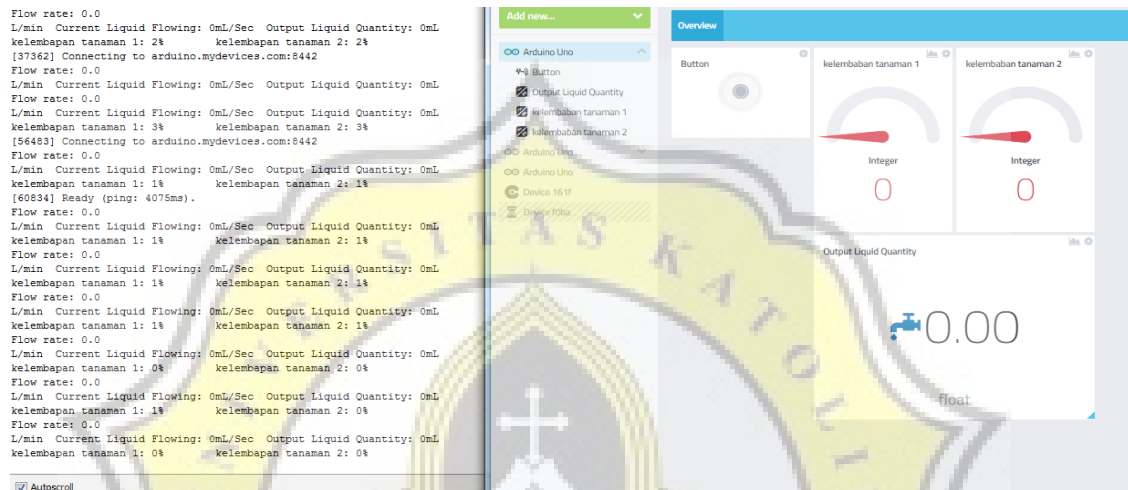 Flow rate: 0.0
L/min  Current Liquid Flowing: 0mL/Sec  Output Liquid Quantity: 0mL
kelembapan tanaman 1: 2%  kelembapan tanaman 2: 2%
[37362] Connecting to arduino.mydevices.com:8442
Flow rate: 0.0
L/min  Current Liquid Flowing: 0mL/Sec  Output Liquid Quantity: 0mL
Flow rate: 0.0
L/min  Current Liquid Flowing: 0mL/Sec  Output Liquid Quantity: 0mL
kelembapan tanaman 1: 3%  kelembapan tanaman 2: 3%
[56483] Connecting to arduino.mydevices.com:8442
Flow rate: 0.0
L/min  Current Liquid Flowing: 0mL/Sec  Output Liquid Quantity: 0mL
kelembapan tanaman 1: 1%  kelembapan tanaman 2: 1%
[60834] Ready (ping: 4075ms).
Flow rate: 0.0
L/min  Current Liquid Flowing: 0mL/Sec  Output Liquid Quantity: 0mL
kelembapan tanaman 1: 1%  kelembapan tanaman 2: 1%
Flow rate: 0.0
L/min  Current Liquid Flowing: 0mL/Sec  Output Liquid Quantity: 0mL
kelembapan tanaman 1: 1%  kelembapan tanaman 2: 1%
Flow rate: 0.0
L/min  Current Liquid Flowing: 0mL/Sec  Output Liquid Quantity: 0mL
kelembapan tanaman 1: 1%  kelembapan tanaman 2: 1%
Flow rate: 0.0
L/min  Current Liquid Flowing: 0mL/Sec  Output Liquid Quantity: 0mL
kelembapan tanaman 1: 0%  kelembapan tanaman 2: 0%
Flow rate: 0.0
L/min  Current Liquid Flowing: 0mL/Sec  Output Liquid Quantity: 0mL
kelembapan tanaman 1: 1%  kelembapan tanaman 2: 0%
Flow rate: 0.0
L/min  Current Liquid Flowing: 0mL/Sec  Output Liquid Quantity: 0mL
kelembapan tanaman 1: 0%  kelembapan tanaman 2: 0%
Autoscroll
Add new...
Arduino Uno
Button
Output Liquid Quantity
kelembaban tanaman 1
kelembaban tanaman 2
Arduino Uno
Arduino Uno
Device 161f
Device f0ba
Overview
Button
kelembaban tanaman 1
Integer
0
kelembaban tanaman 2
Integer
0
Output Liquid Quantity
0.00
float